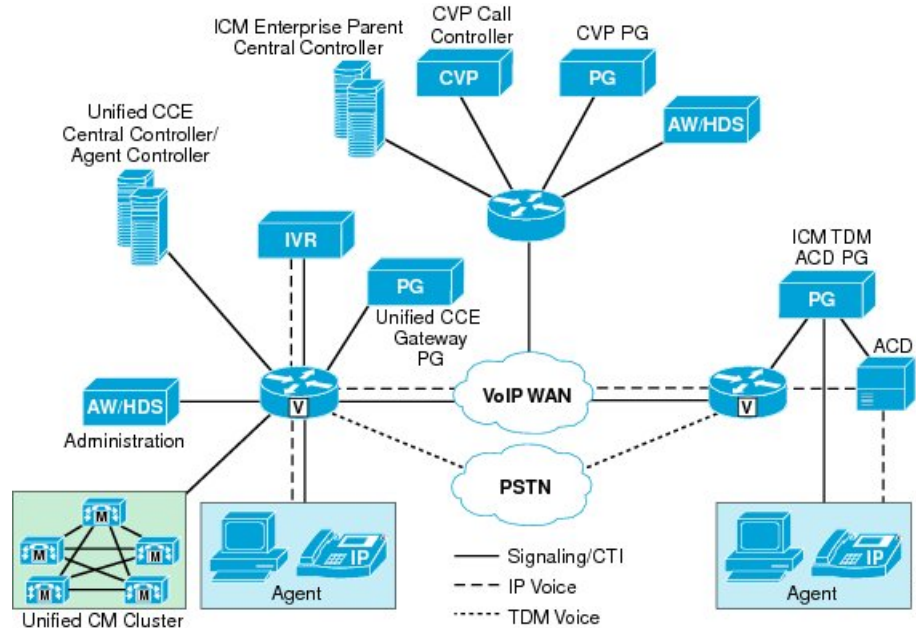 ICM Enterprise Parent
Central Controller
CVP Call
Controller
CVP
CVP PG
PG
AW/HDS
Unified CCE
Central Controller/
Agent Controller
IVR
PG
Unified CCE
Gateway
PG
ICM TDM
ACD PG
PG
ACD
AW/HDS
Administration
V
VoIP WAN
V
PSTN
M
M
M
M
M
Unified CM Cluster
IP
Agent
Signaling/CTI
IP Voice
TDM Voice
IP
Agent